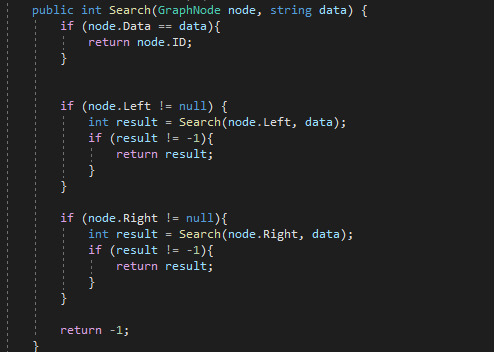 public int Search(GraphNode node, string data) {
if (node.Data == data){
return node.ID;
}
if (node.Left != null) {
int result = Search(node.Left, data);
if (result != -1){
return result;
}
}
if (node.Right != null){
int result = Search(node.Right, data);
if (result != -1){
return result;
}
}
return -1;
}